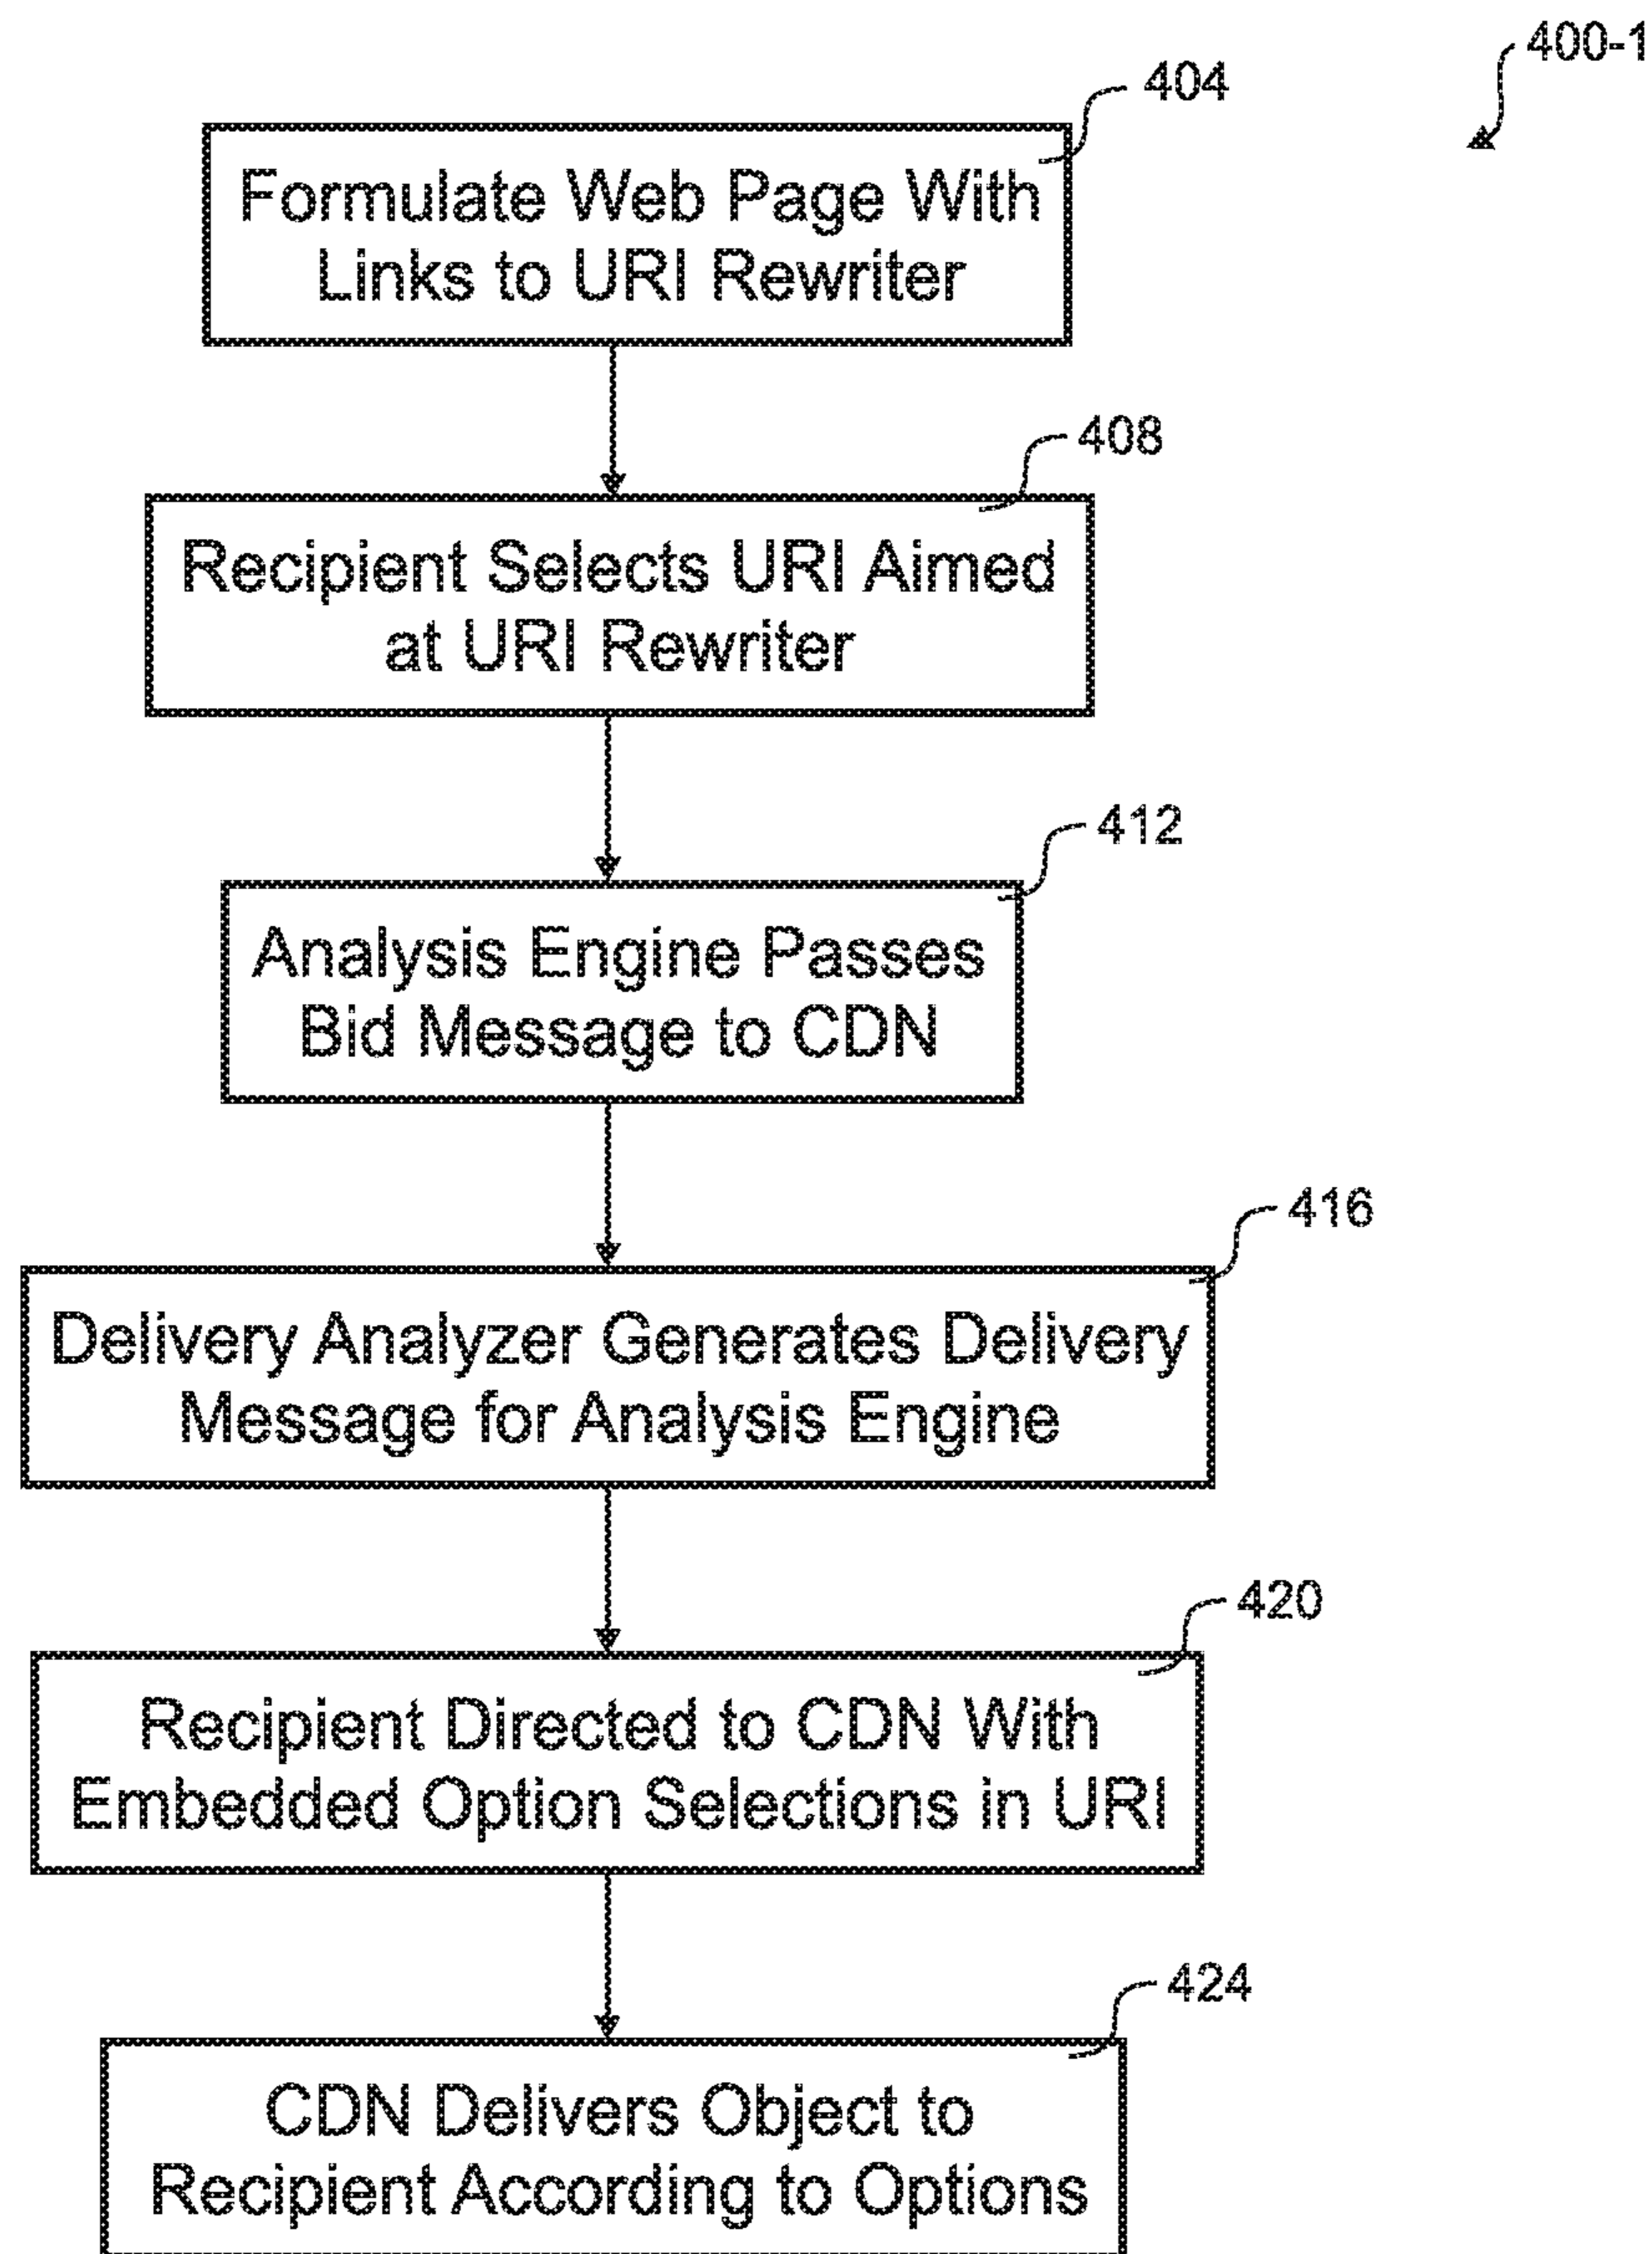 400-1
404
Formulate Web Page With
Links to URI Rewriter
408
Recipient Selects URI Aimed
at URI Rewriter
412
Analysis Engine Passes
Bid Message to CDN
416
Delivery Analyzer Generates Delivery
Message for Analysis Engine
420
Recipient Directed to CDN With
Embedded Option Selections in URI
424
CDN Delivers Object to
Recipient According to Options